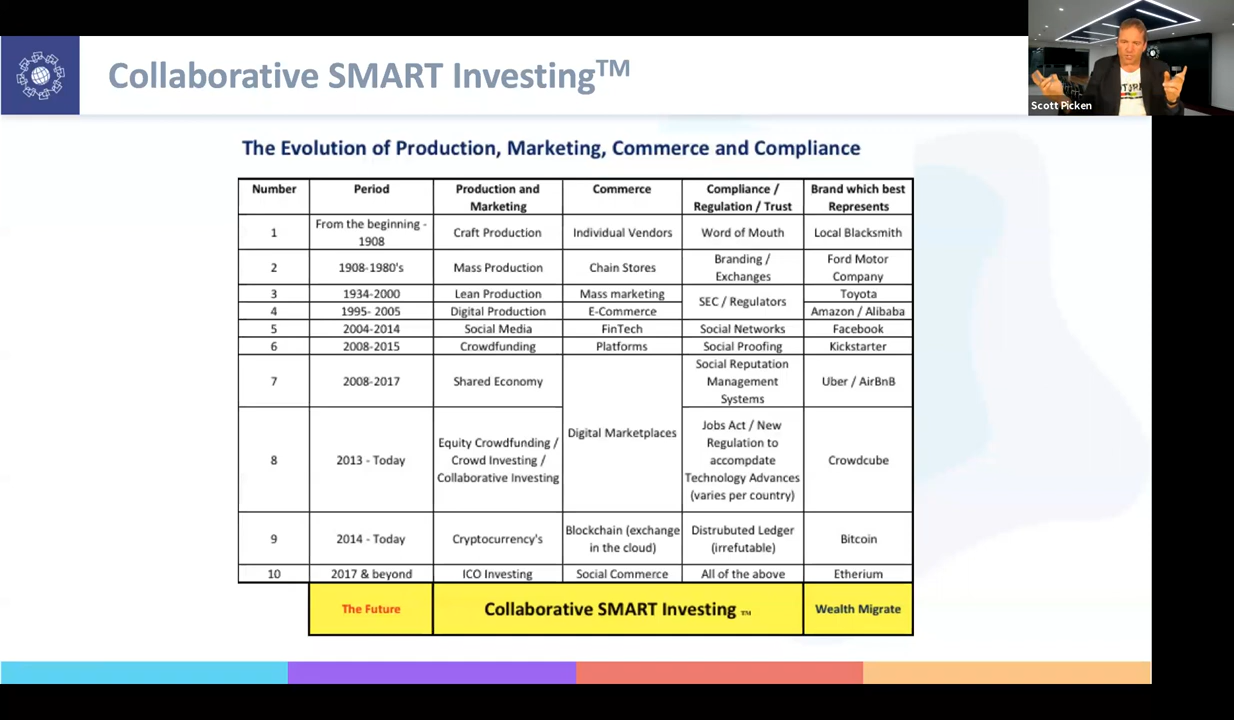 Collaborative SMART Investing™
Scott Picken
The Evolution of Production, Marketing, Commerce and Compliance
Number Period Production and Marketing Commerce Compliance / Regulation / Trust Brand which best Represents
1 From the beginning - 1908 Craft Production Individual Vendors Word of Mouth Local Blacksmith
2 1908-1980's Mass Production Chain Stores Branding / Exchanges Ford Motor Company
3 1934-2000 Lean Production Mass marketing SEC / Regulators Toyota
4 1995- 2005 Digital Production E-Commerce Amazon / Alibaba
5 2004-2014 Social Media FinTech Social Networks Facebook
6 2008-2015 Crowdfunding Platforms Social Proofing Kickstarter
7 2008-2017 Shared Economy Digital Marketplaces Social Reputation Management Systems Uber / AirBnB
8 2013 - Today Equity Crowdfunding / Crowd Investing / Collaborative Investing Jobs Act / New Regulation to accompdate Technology Advances (varies per country) Crowdcube
9 2014 - Today Cryptocurrency's Blockchain (exchange in the cloud) Distrubuted Ledger (irrefutable) Bitcoin
10 2017 & beyond ICO Investing Social Commerce All of the above Etherium
The Future Collaborative SMART Investing ™ Wealth Migrate